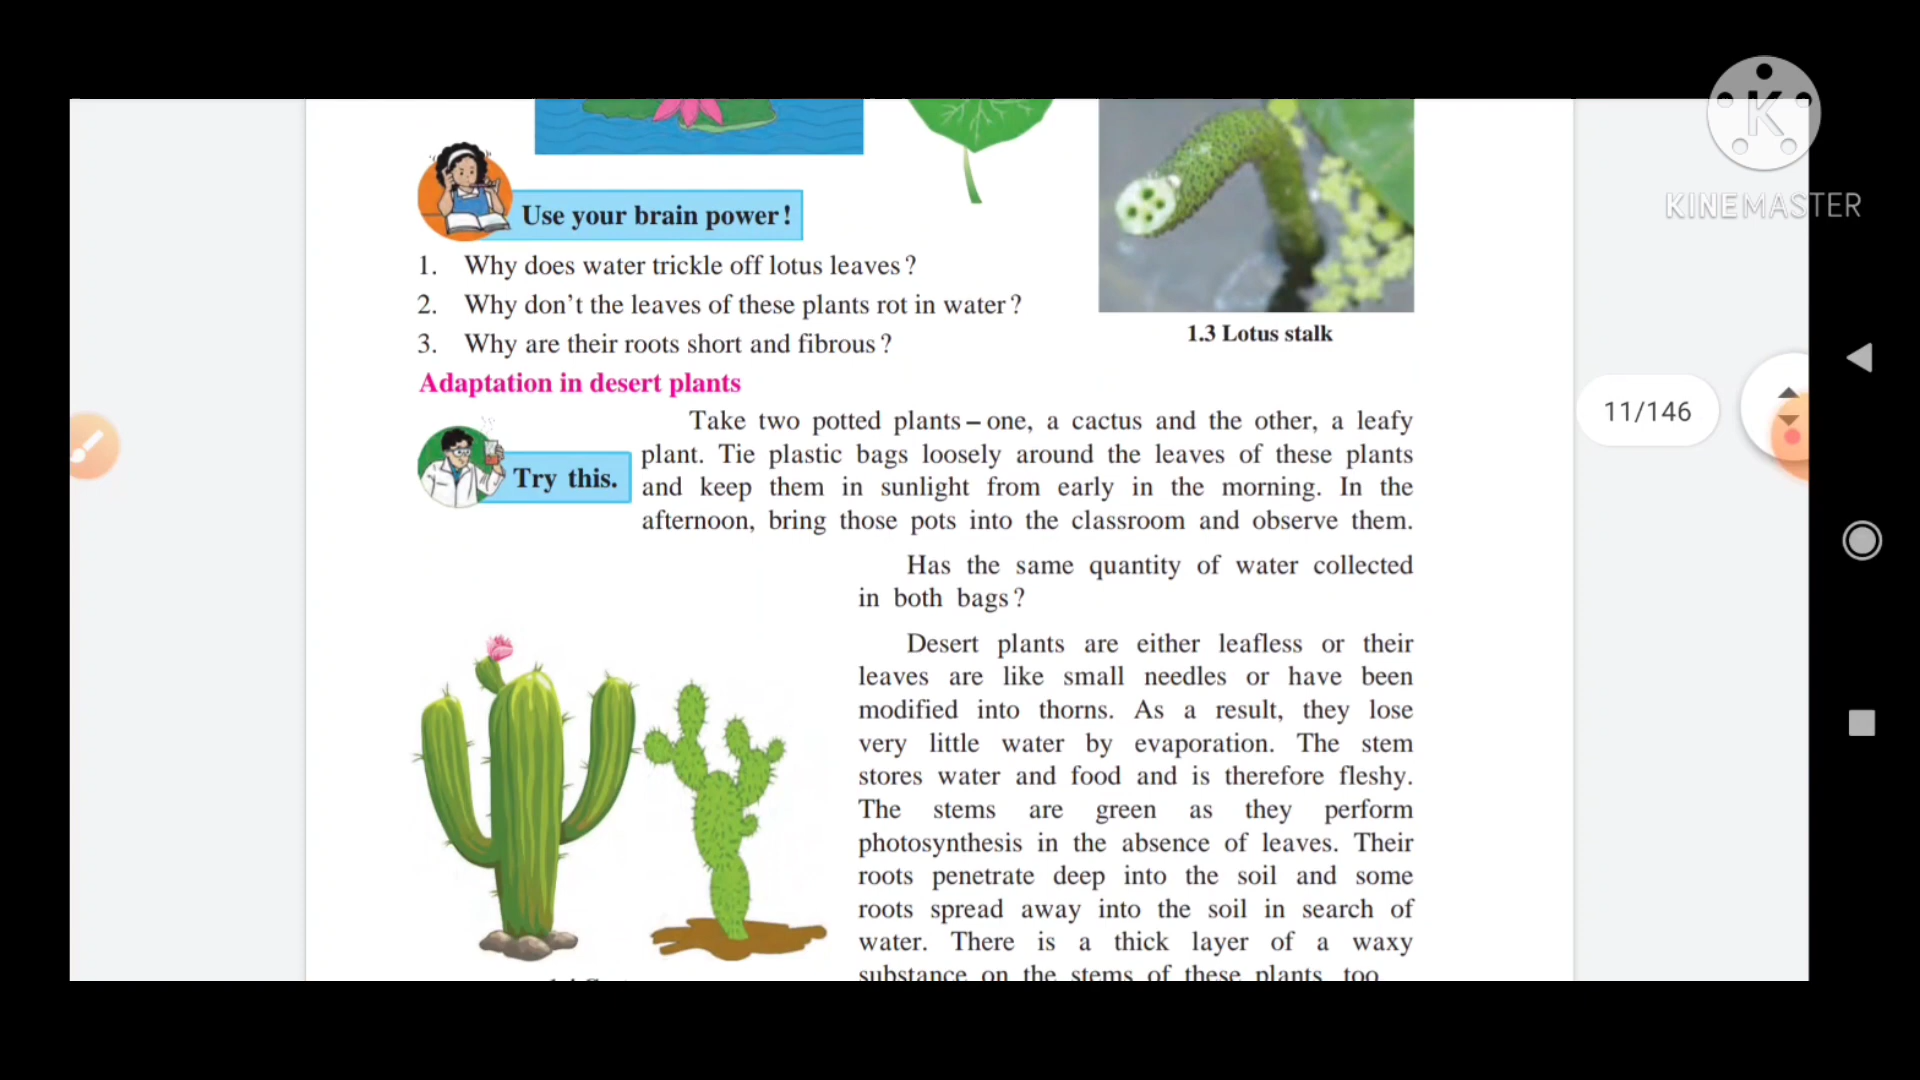 K
KINEMASTER
Use your brain power!
1. Why does water trickle off lotus leaves?
2. Why don't the leaves of these plants rot in water?
3. Why are their roots short and fibrous?
1.3 Lotus stalk
Adaptation in desert plants
11/146
Try this.
Take two potted plants – one, a cactus and the other, a leafy
plant. Tie plastic bags loosely around the leaves of these plants
and keep them in sunlight from early in the morning. In the
afternoon, bring those pots into the classroom and observe them.
Has the same quantity of water collected
in both bags?
Desert plants are either leafless or their
leaves are like small needles or have been
modified into thorns. As a result, they lose
very little water by evaporation. The stem
stores water and food and is therefore fleshy.
The stems are green as they perform
photosynthesis in the absence of leaves. Their
roots penetrate deep into the soil and some
roots spread away into the soil in search of
water. There is a thick layer of a waxy
substance on the stems of these plants, too.